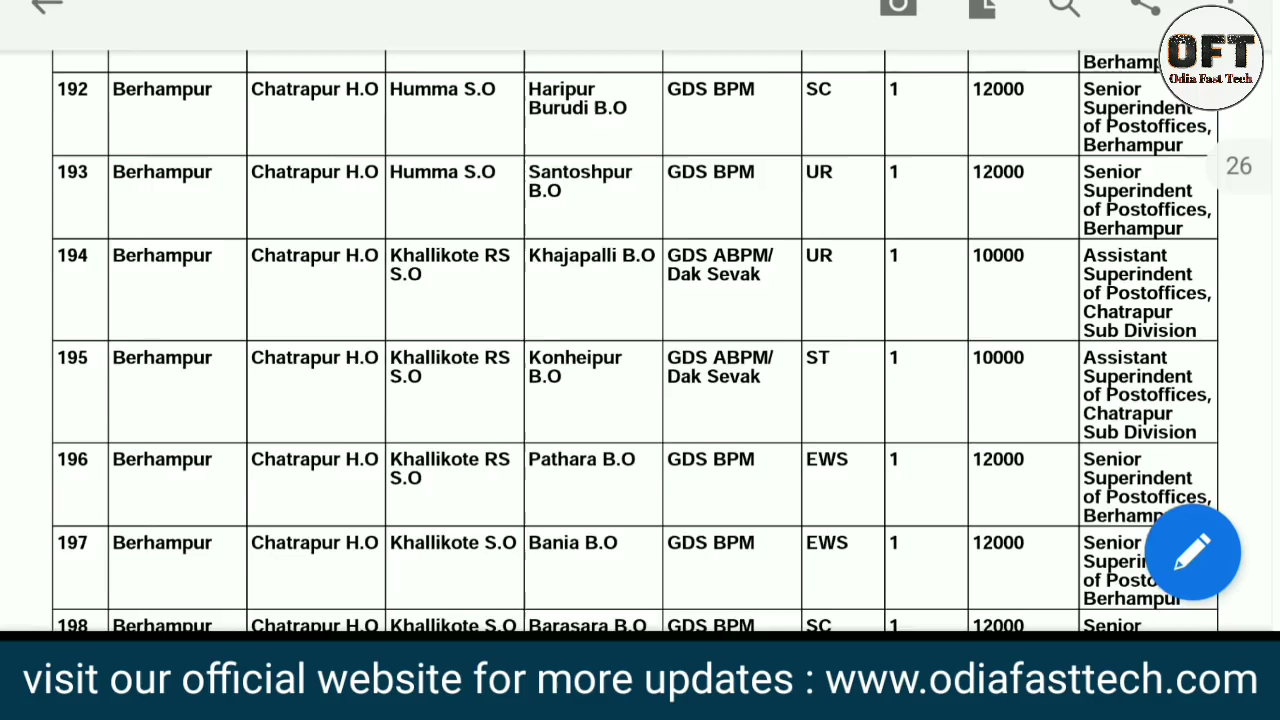 OFT
Odia Fast Tech
26
192 Berhampur Chatrapur H.O Humma S.O Haripur Burudi B.O GDS BPM SC 1 12000 Senior Superindent of Postoffices, Berhampur
193 Berhampur Chatrapur H.O Humma S.O Santoshpur B.O GDS BPM UR 1 12000 Senior Superindent of Postoffices, Berhampur
194 Berhampur Chatrapur H.O Khallikote RS S.O Khajapalli B.O GDS ABPM/ Dak Sevak UR 1 10000 Assistant Superindent of Postoffices, Chatrapur Sub Division
195 Berhampur Chatrapur H.O Khallikote RS S.O Konheipur B.O GDS ABPM/ Dak Sevak ST 1 10000 Assistant Superindent of Postoffices, Chatrapur Sub Division
196 Berhampur Chatrapur H.O Khallikote RS S.O Pathara B.O GDS BPM EWS 1 12000 Senior Superindent of Postoffices,
197 Berhampur Chatrapur H.O Khallikote S.O Bania B.O GDS BPM EWS 1 12000 Senior Berhampur
198 Berhampur Chatrapur H.O Khallikote S.O Barasara B.O GDS BPM SC 1 12000 Senior
visit our official website for more updates : www.odiafasttech.com